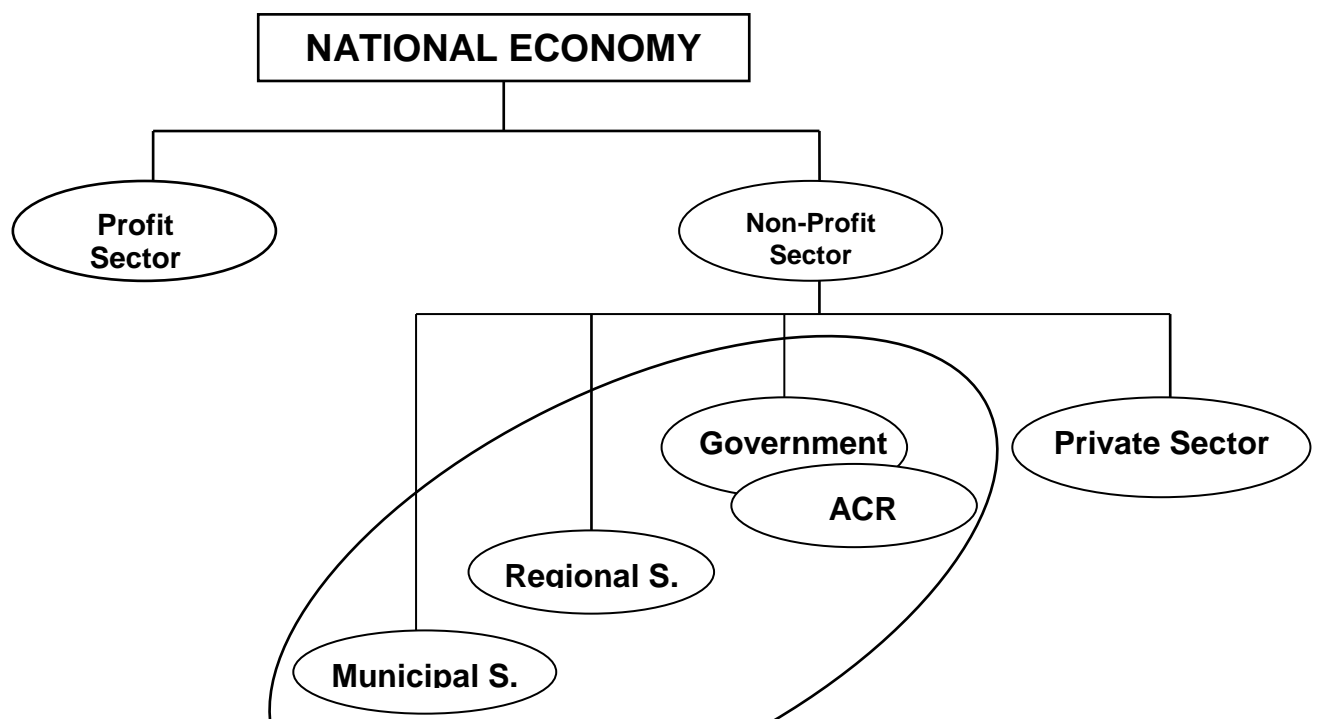 NATIONAL ECONOMY
Profit
Sector
Non-Profit
Sector
Government
Private Sector
ACR
Regional S.
Municipal S.